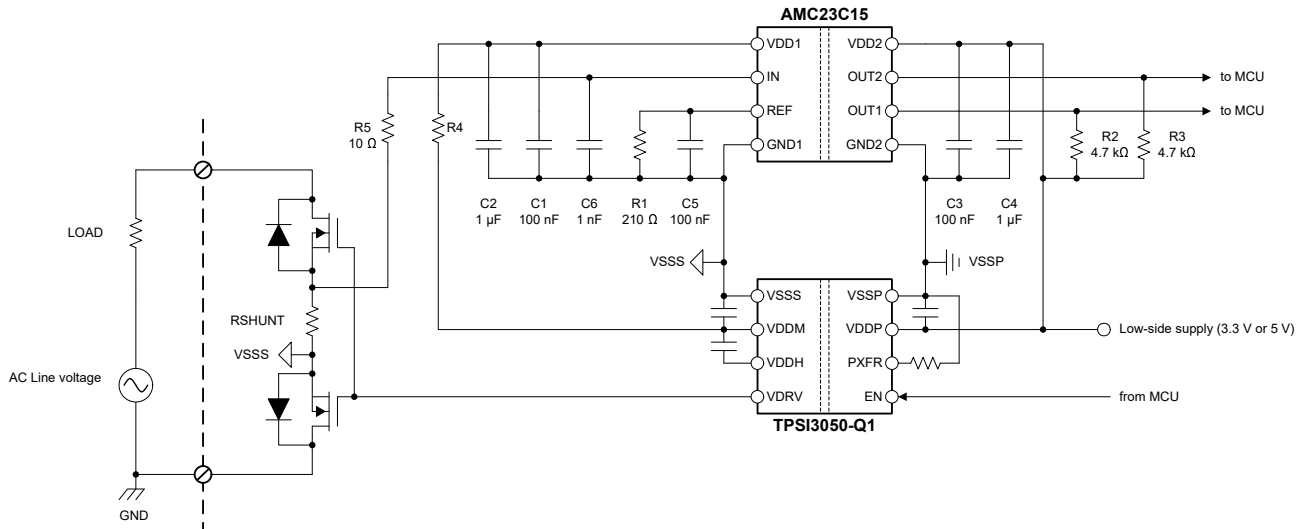 AMC23C15
VDD1
VDD2
IN
OUT2
to MCU
REF
OUT1
to MCU
GND1
GND2
R5
10 Ω
R4
R2
4.7 kΩ
R3
4.7 kΩ
C2
1 µF
C1
100 nF
C6
1 nF
R1
210 Ω
C5
100 nF
C3
100 nF
C4
1 µF
LOAD
VSSS
VSSP
VSSS
VSSP
RSHUNT
VDDM
VDDP
Low-side supply (3.3 V or 5 V)
VSSS
VDDH
PXFR
AC Line voltage
VDRV
EN
from MCU
TPSI3050-Q1
GND